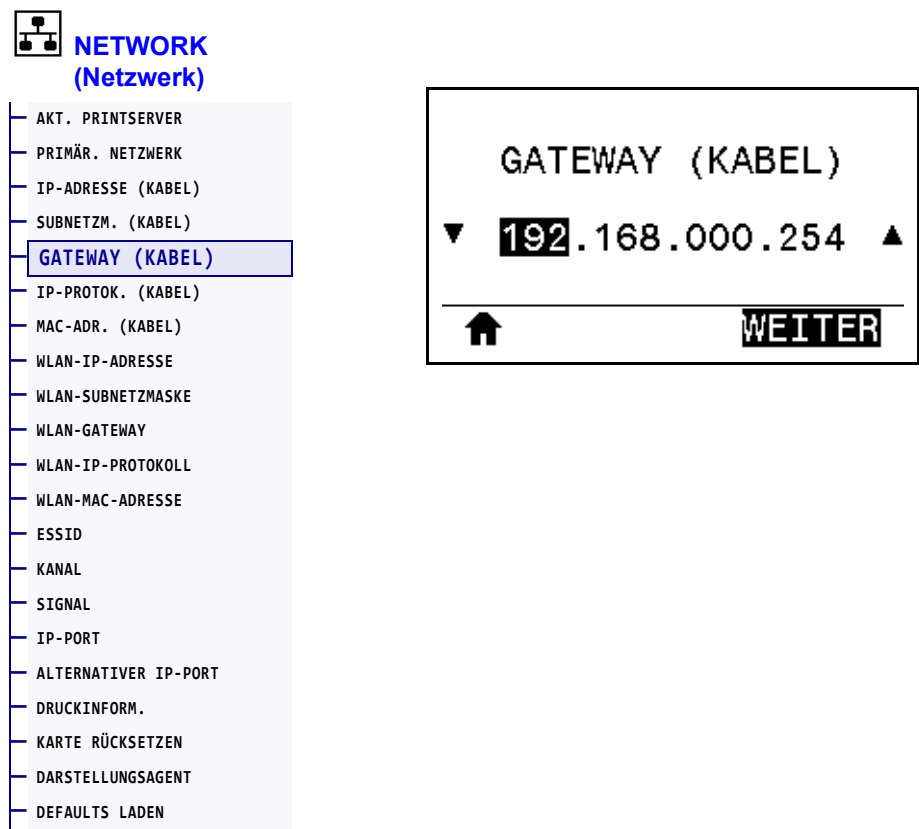 NETWORK
(Netzwerk)
AKT. PRINTSERVER
PRIMÄR. NETZWERK
IP-ADRESSE (KABEL)
SUBNETZM. (KABEL)
GATEWAY (KABEL)
IP-PROTOK. (KABEL)
MAC-ADR. (KABEL)
WLAN-IP-ADRESSE
WLAN-SUBNETZMASKE
WLAN-GATEWAY
WLAN-IP-PROTOKOLL
WLAN-MAC-ADRESSE
ESSID
KANAL
SIGNAL
IP-PORT
ALTERNATIVER IP-PORT
DRUCKINFORM.
KARTE RÜCKSETZEN
DARSTELLUNGSAGENT
DEFAULTS LADEN
GATEWAY (KABEL)
▼ 192.168.000.254 ▲
WEITER